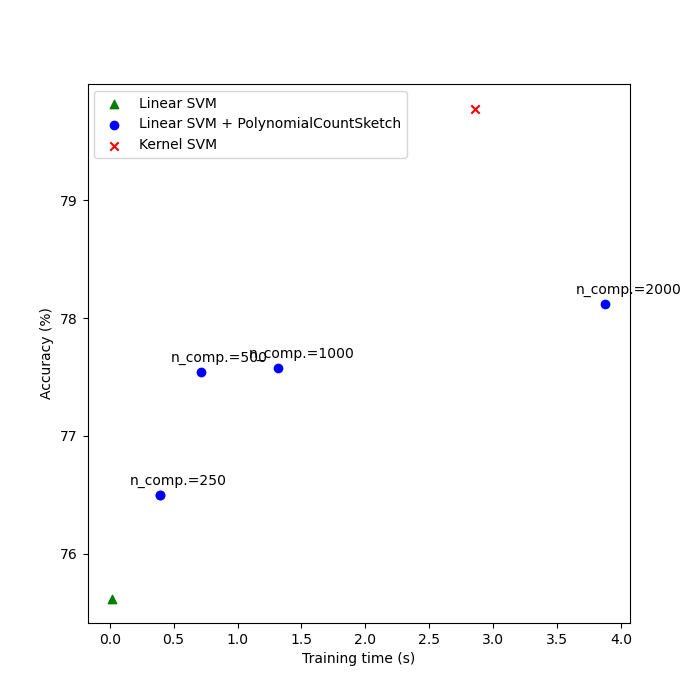 Linear SVM
Linear SVM + PolynomialCountSketch
Kernel SVM
79
n_comp.=2000
78
n_comp.=500
n_comp.=1000
77
n_comp.=250
76
Accuracy (%)
0.0 0.5 1.0 1.5 2.0 2.5 3.0 3.5 4.0
Training time (s)